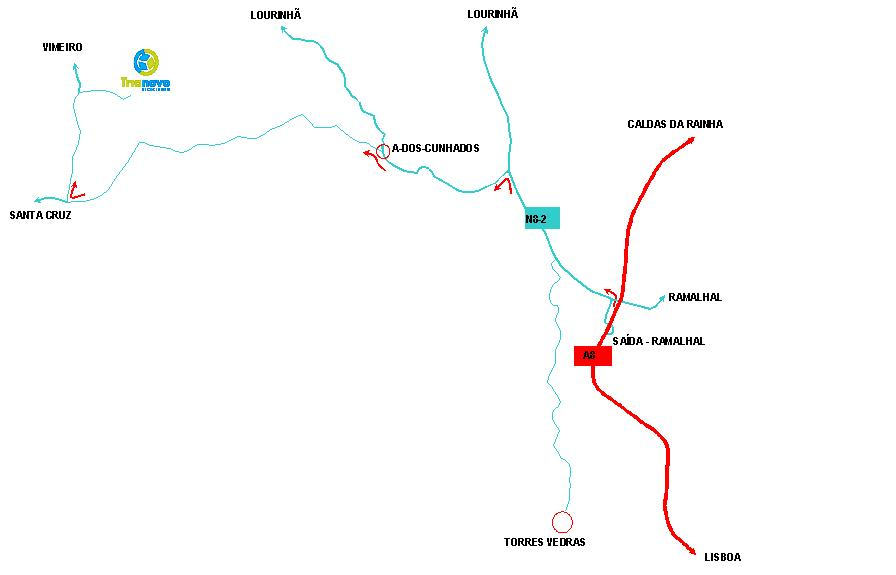 LOURINHÃ
LOURINHÃ
VIMEIRO
Trianovo
CALDAS DA RAINHA
A-DOS-CUNHADOS
SANTA CRUZ
N8-2
RAMALHAL
SAÍDA - RAMALHAL
A8
TORRES VEDRAS
LISBOA